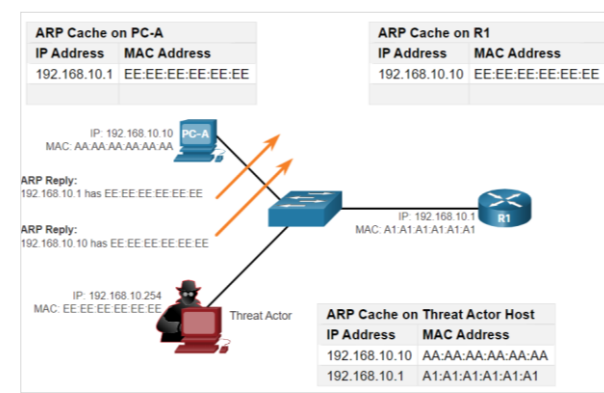 ARP Cache on PC-A
IP Address MAC Address
192.168.10.1 EE:EE:EE:EE:EE:EE
ARP Cache on R1
IP Address MAC Address
192.168.10.10 EE:EE:EE:EE:EE:EE
IP: 192.168.10.10
MAC: AA:AA:AA:AA:AA:AA
PC-A
ARP Reply:
192.168.10.1 has EE:EE:EE:EE:EE:EE
ARP Reply:
192.168.10.10 has EE:EE:EE:EE:EE:EE
IP: 192.168.10.1
MAC: A1:A1:A1:A1:A1:A1
R1
IP: 192.168.10.254
MAC: EE:EE:EE:EE:EE:EE
Threat Actor
ARP Cache on Threat Actor Host
IP Address MAC Address
192.168.10.10 AA:AA:AA:AA:AA:AA
192.168.10.1 A1:A1:A1:A1:A1:A1